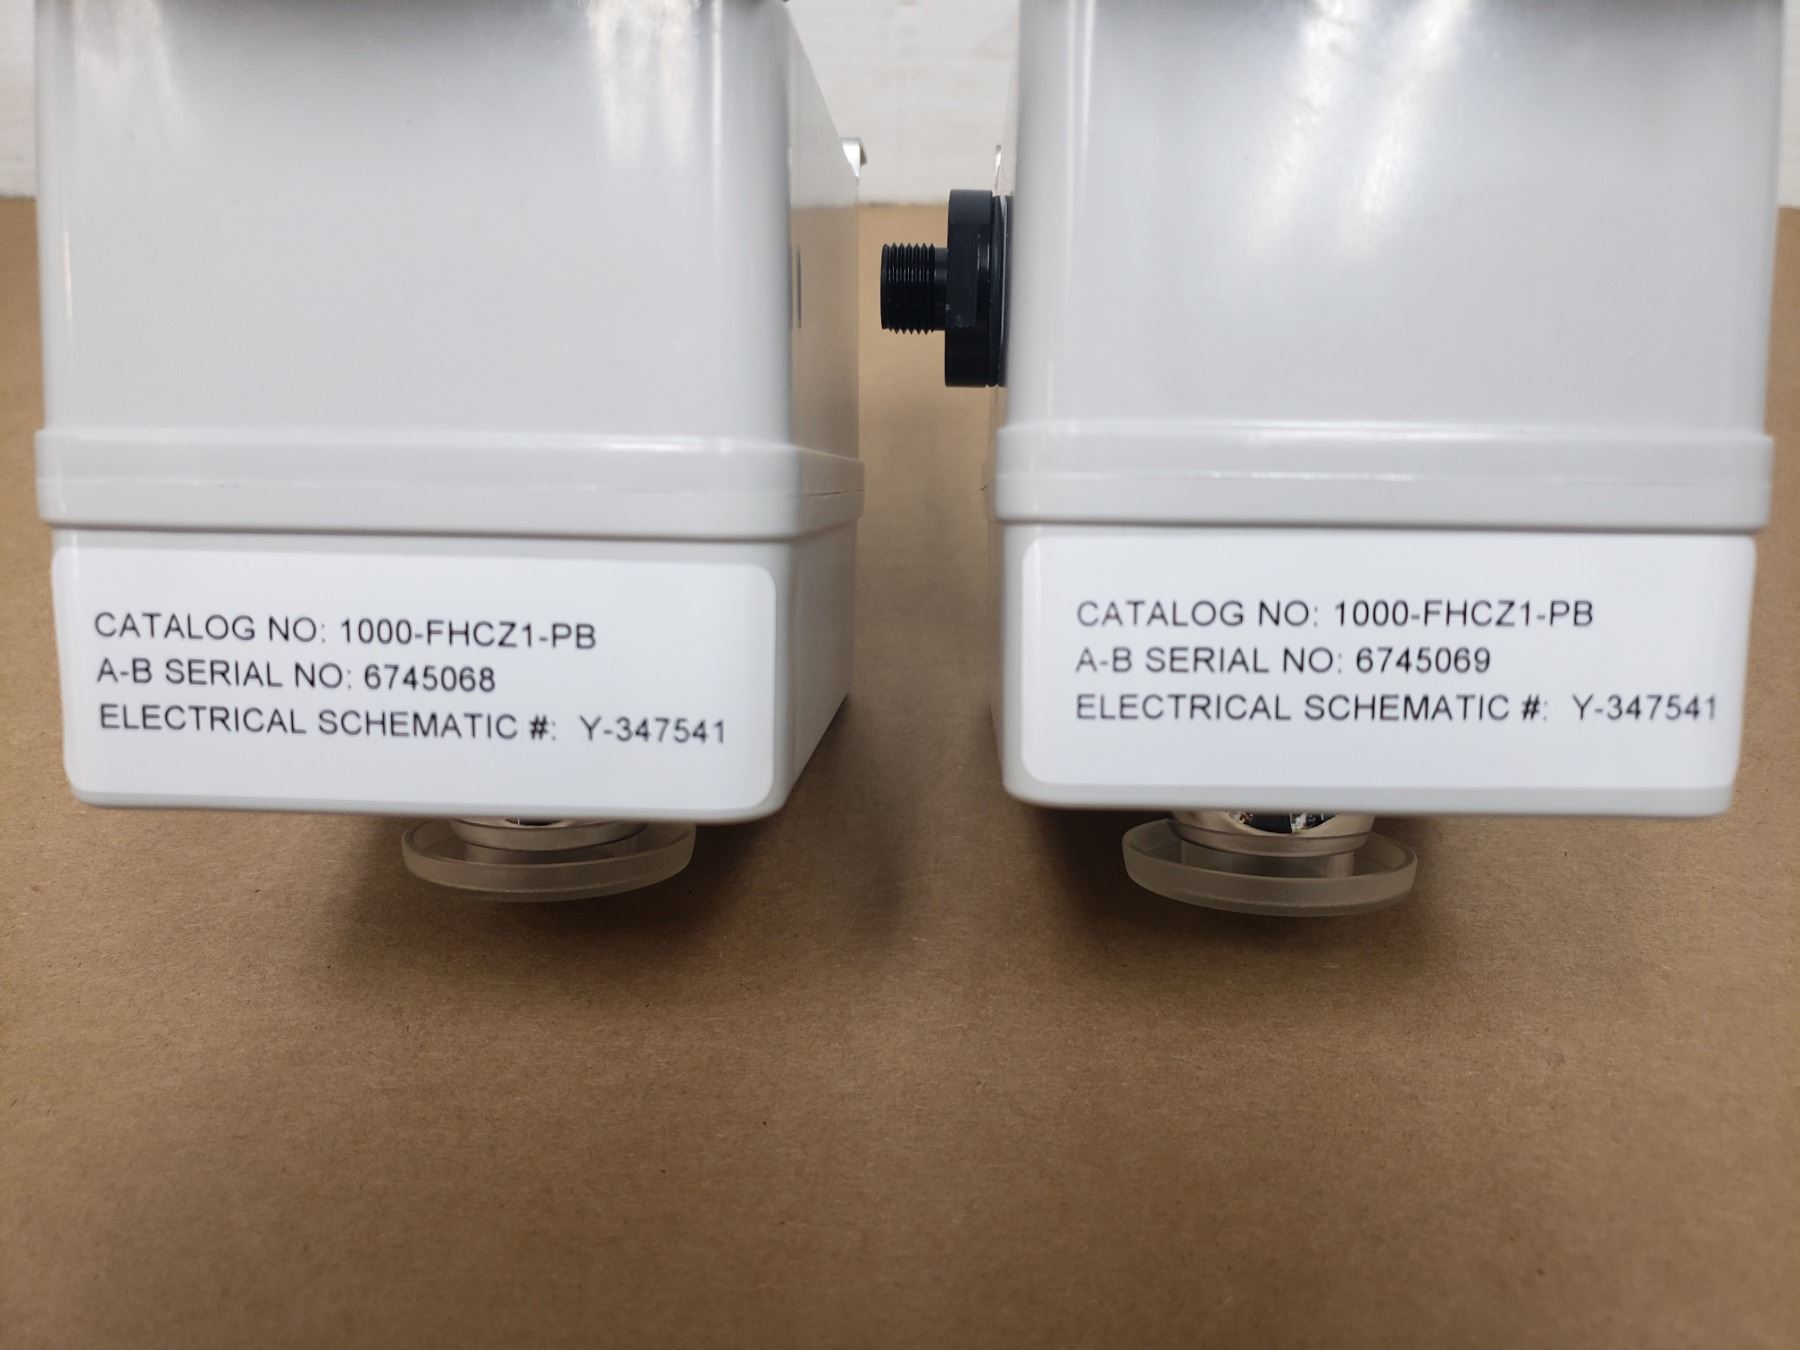 CATALOG NO: 1000-FHCZ1-PB
A-B SERIAL NO: 6745068
ELECTRICAL SCHEMATIC #: Y-347541
CATALOG NO: 1000-FHCZ1-PB
A-B SERIAL NO: 6745069
ELECTRICAL SCHEMATIC #: Y-347541